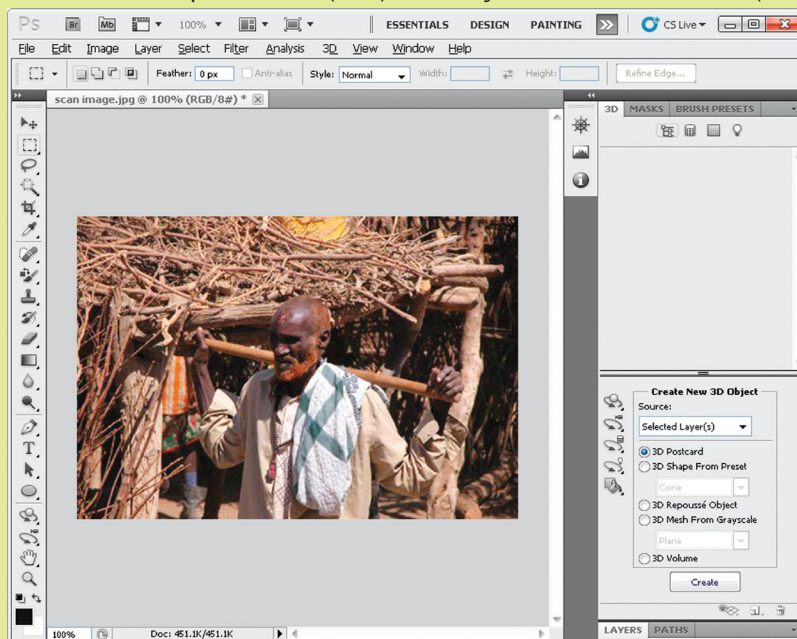 Ps Br Mb 100% ESSENTIALS DESIGN PAINTING CS Live
File Edit Image Layer Select Filter Analysis 3D View Window Help
Feather: 0 px Anti-alias Style: Normal Width: Height: Refine Edge...
scan image.jpg @ 100% (RGB/8#) *
3D MASKS BRUSH PRESETS
Create New 3D Object
Source:
Selected Layer(s)
3D Postcard
3D Shape From Preset
Cone
3D Repoussé Object
3D Mesh From Grayscale
Plane
3D Volume
Create
100% Doc: 451.1K/451.1K
LAYERS PATHS